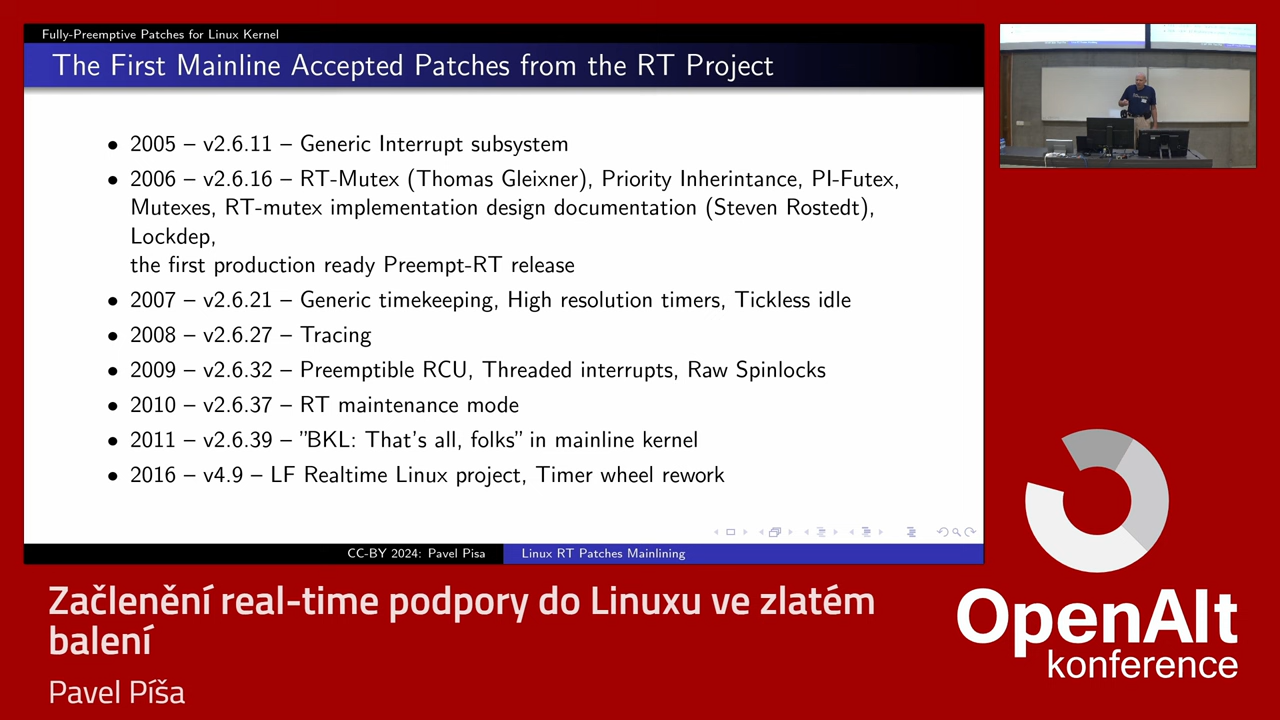 Fully-Preemptive Patches for Linux Kernel
The First Mainline Accepted Patches from the RT Project
• 2005 – v2.6.11 – Generic Interrupt subsystem
• 2006 – v2.6.16 – RT-Mutex (Thomas Gleixner), Priority Inherintance, PI-Futex,
Mutexes, RT-mutex implementation design documentation (Steven Rostedt),
Lockdep,
the first production ready Preempt-RT release
• 2007 – v2.6.21 – Generic timekeeping, High resolution timers, Tickless idle
• 2008 – v2.6.27 – Tracing
• 2009 – v2.6.32 – Preemptible RCU, Threaded interrupts, Raw Spinlocks
• 2010 – v2.6.37 – RT maintenance mode
• 2011 – v2.6.39 – "BKL: That's all, folks" in mainline kernel
• 2016 – v4.9 – LF Realtime Linux project, Timer wheel rework
CC-BY 2024: Pavel Pisa
Linux RT Patches Mainlining
Začlenění real-time podpory do Linuxu ve zlatém
balení
Pavel Píša
OpenAlt
konference